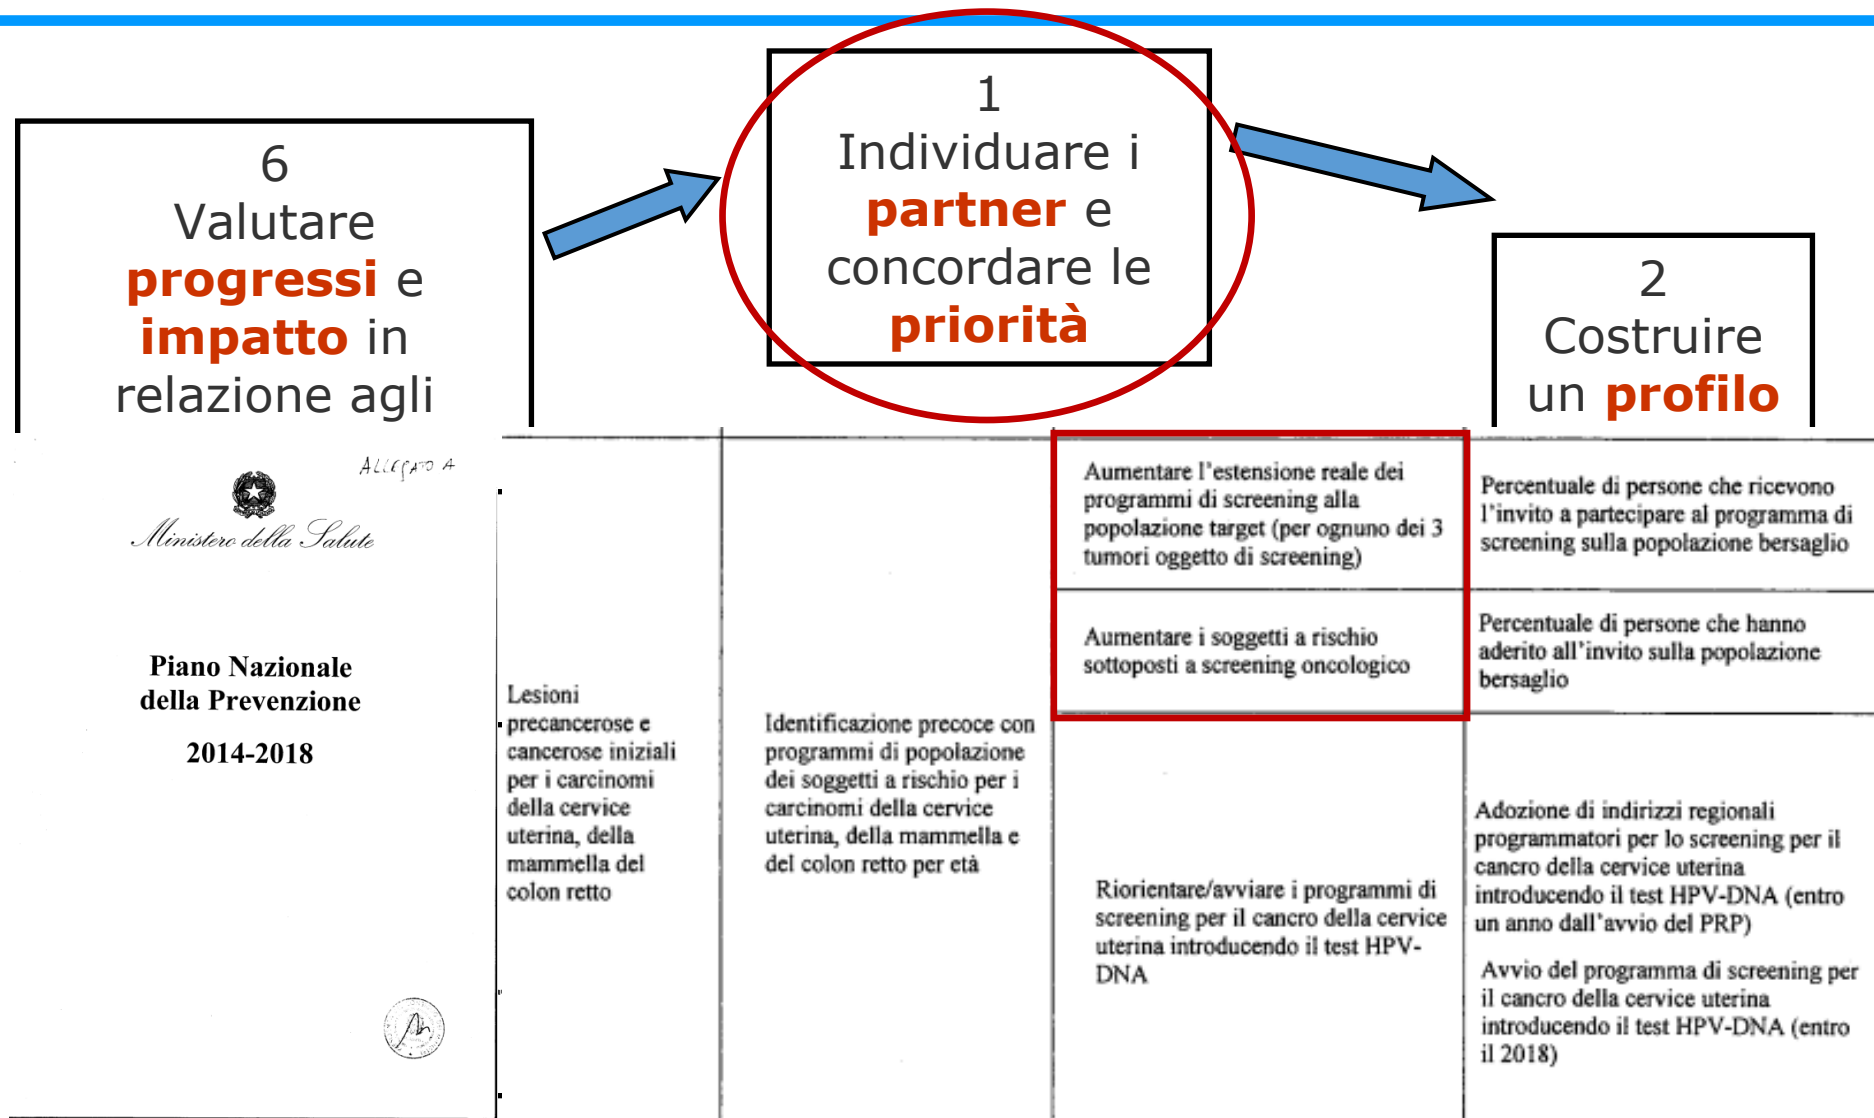 6
Valutare
progressi e
impatto in
relazione agli
1
Individuare i
partner e
concordare le
priorità
2
Costruire
un profilo
ALLEGATO A
Ministero della Salute
Piano Nazionale
della Prevenzione
2014-2018
Lesioni
precancerose e
cancerose iniziali
per i carcinomi
della cervice
uterina, della
mammella del
colon retto
Identificazione precoce con
programmi di popolazione
dei soggetti a rischio per i
carcinomi della cervice
uterina, della mammella e
del colon retto per età
Aumentare l'estensione reale dei
programmi di screening alla
popolazione target (per ognuno dei 3
tumori oggetto di screening)
Percentuale di persone che ricevono
l'invito a partecipare al programma di
screening sulla popolazione bersaglio
Aumentare i soggetti a rischio
sottoposti a screening oncologico
Percentuale di persone che hanno
aderito all'invito sulla popolazione
bersaglio
Riorientare/avviare i programmi di
screening per il cancro della cervice
uterina introducendo il test HPV-
DNA
Adozione di indirizzi regionali
programmatori per lo screening per il
cancro della cervice uterina
introducendo il test HPV-DNA (entro
un anno dall'avvio del PRP)
Avvio del programma di screening per
il cancro della cervice uterina
introducendo il test HPV-DNA (entro
il 2018)